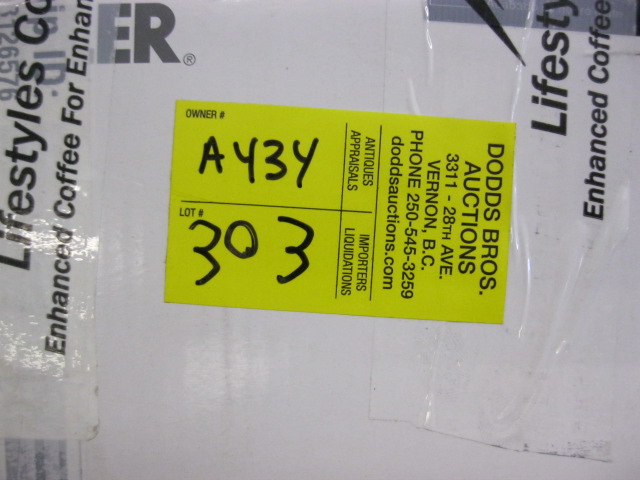 ER®
Lifestyles Co
Enhanced Coffee For Enhan
OWNER #
A434
LOT #
303
ANTIQUES
APPRAISALS
IMPORTERS
LIQUIDATIONS
DODDS BROS.
AUCTIONS
3311 - 28TH AVE.
VERNON, B.C.
PHONE 250-545-3259
doddsauctions.com
Lifestyles
Enhanced Coffee